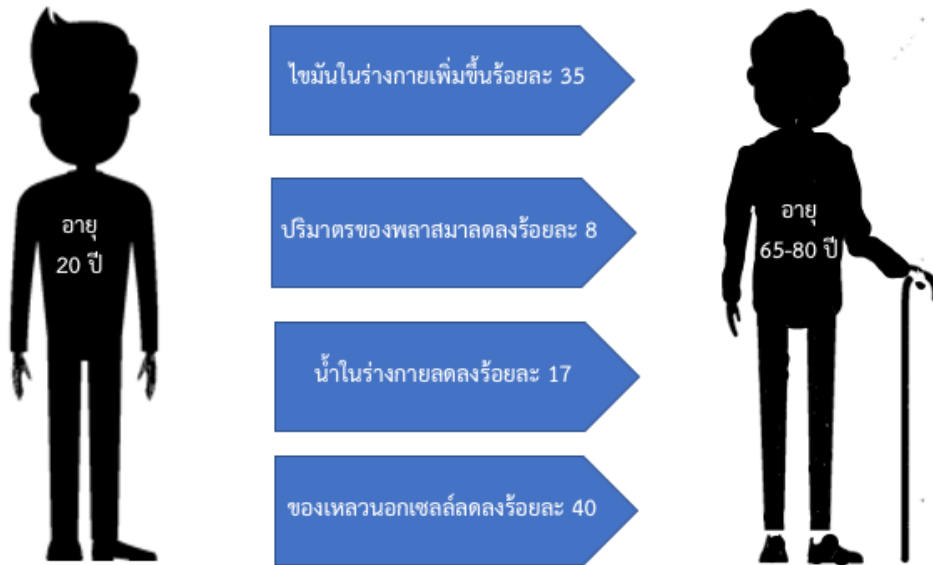 อายุ
20 ปี
ไขมันในร่างกายเพิ่มขึ้นร้อยละ 35
ปริมาตรของพลาสมาลดลงร้อยละ 8
น้ำในร่างกายลดลงร้อยละ 17
ของเหลวนอกเซลล์ลดลงร้อยละ 40
อายุ
65-80 ปี